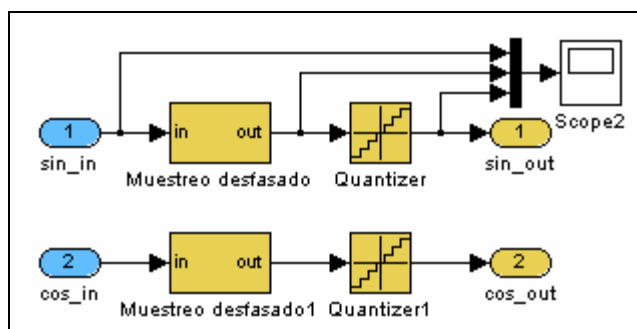 Scope2
1
in out
1
sin_in
Muestreo desfasado
Quantizer
sin_out
2
in out
2
cos_in
Muestreo desfasado1
Quantizer1
cos_out